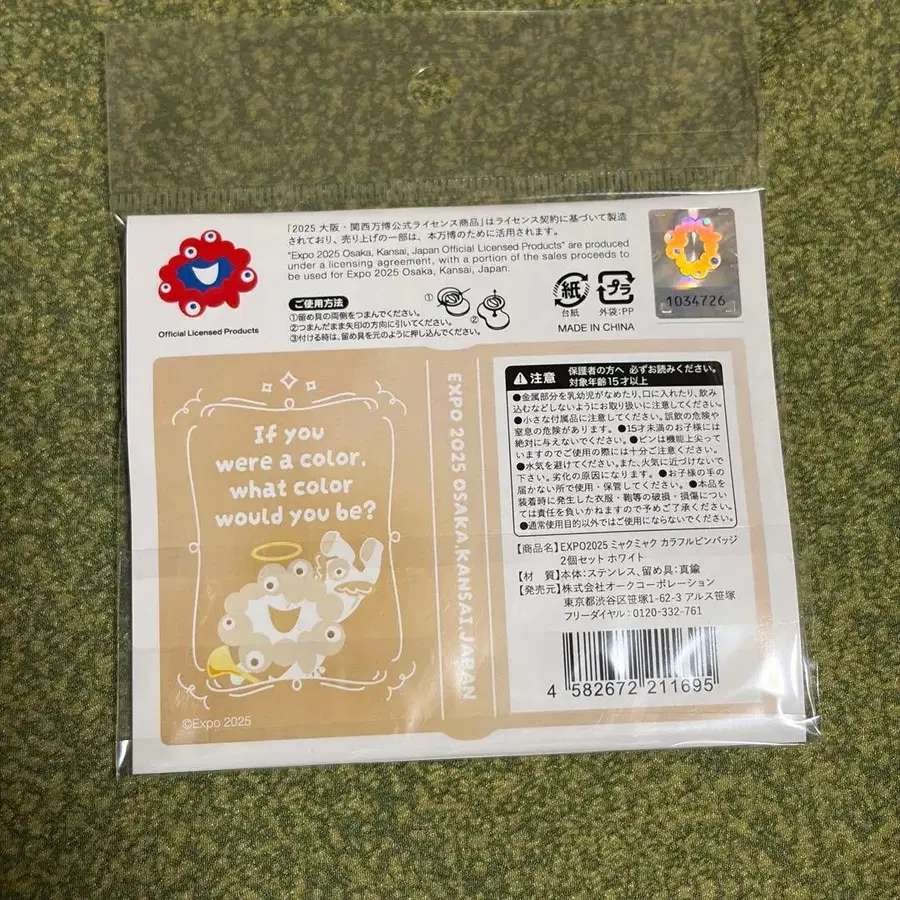 「2025 大阪・関西万博公式ライセンス商品」はライセンス契約に基づいて製造
されており、売り上げの一部は、本万博のために活用されます。
"Expo 2025 Osaka, Kansai, Japan Official Licensed Products" are produced
under a licensing agreement, with a portion of the sales proceeds to
be used for Expo 2025 Osaka, Kansai, Japan.
Official Licensed Products
ご使用方法
①留め具の両側をつまんでください。
②つまんだまま矢印の方向に引いてください。
③付ける時は、留め具を元のように押し込んでください。
①
②
紙
台紙
プラ
外袋:PP
MADE IN CHINA
1034726
If you
were a color,
what color
would you be?
©Expo 2025
EXPO 2025 OSAKA,KANSAI,JAPAN
注意
保護者の方へ 必ずお読みください。
対象年齢15才以上
●金属部分を乳幼児がなめたり、口に入れたり、飲み
込むなどしないようにお取り扱いに注意してください。
●小さな付属品に注意してください。誤飲の危険や
窒息の危険があります。●15才未満のお子様には
絶対に与えないでください。●ピンは機能上尖って
いますのでご使用の際には十分ご注意ください。
●水気を避けてください。また、火気に近づけないで
下さい。劣化の原因になります。●お子様の手の
届かない所で使用・保管してください。●本品を
装着時に発生した衣服・鞄等の破損・損傷につい
ては責任を負いかねますので予めご了承ください。
●通常使用目的以外ではご使用にならないでください。
【商品名】EXPO2025 ミャクミャク カラフルピンバッジ
2個セット ホワイト
【材 質】本体:ステンレス、留め具:真鍮
【発売元】株式会社オークコーポレーション
東京都渋谷区笹塚1-62-3 アルス笹塚
フリーダイヤル:0120-332-761
4 582672 211695